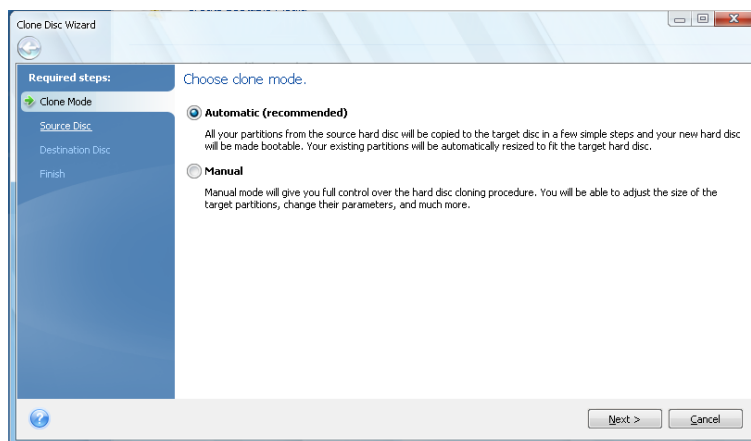 Clone Disc Wizard
Required steps:
Clone Mode
Source Disc
Destination Disc
Finish
Choose clone mode.
Automatic (recommended)
All your partitions from the source hard disc will be copied to the target disc in a few simple steps and your new hard disc
will be made bootable. Your existing partitions will be automatically resized to fit the target hard disc.
Manual
Manual mode will give you full control over the hard disc cloning procedure. You will be able to adjust the size of the
target partitions, change their parameters, and much more.
Next >
Cancel